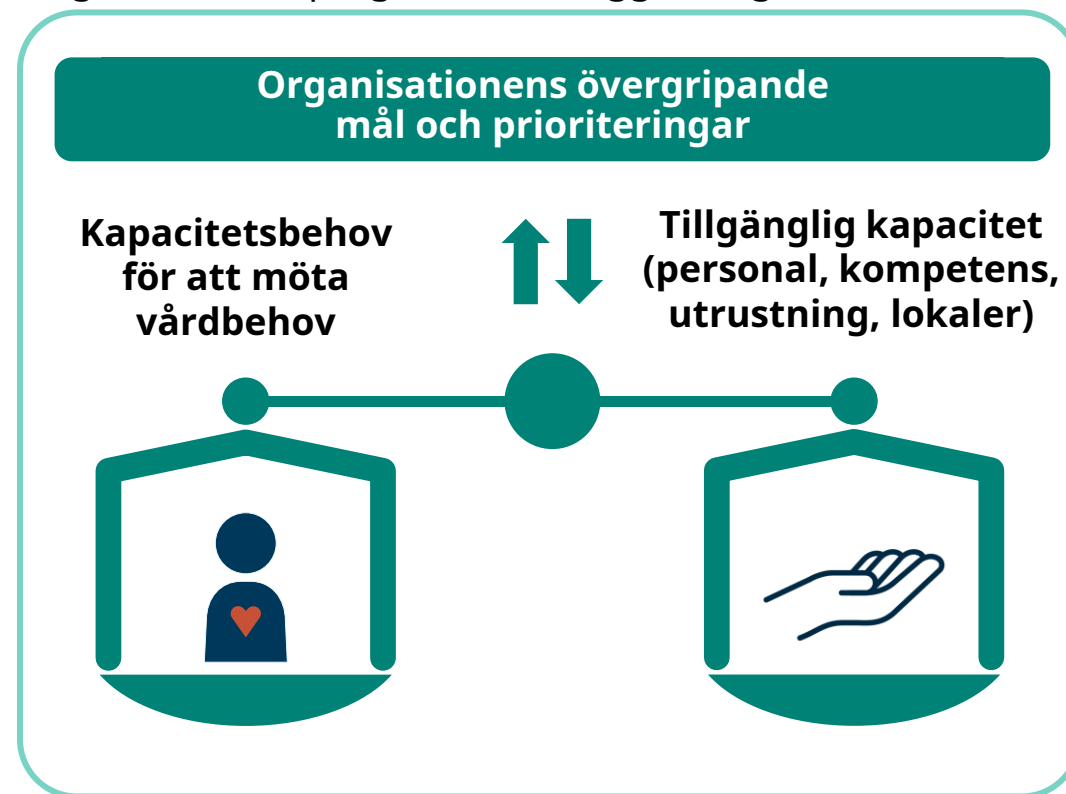 Organisationens övergripande
mål och prioriteringar
Kapacitetsbehov
för att möta
vårdbehov
Tillgänglig kapacitet
(personal, kompetens,
utrustning, lokaler)